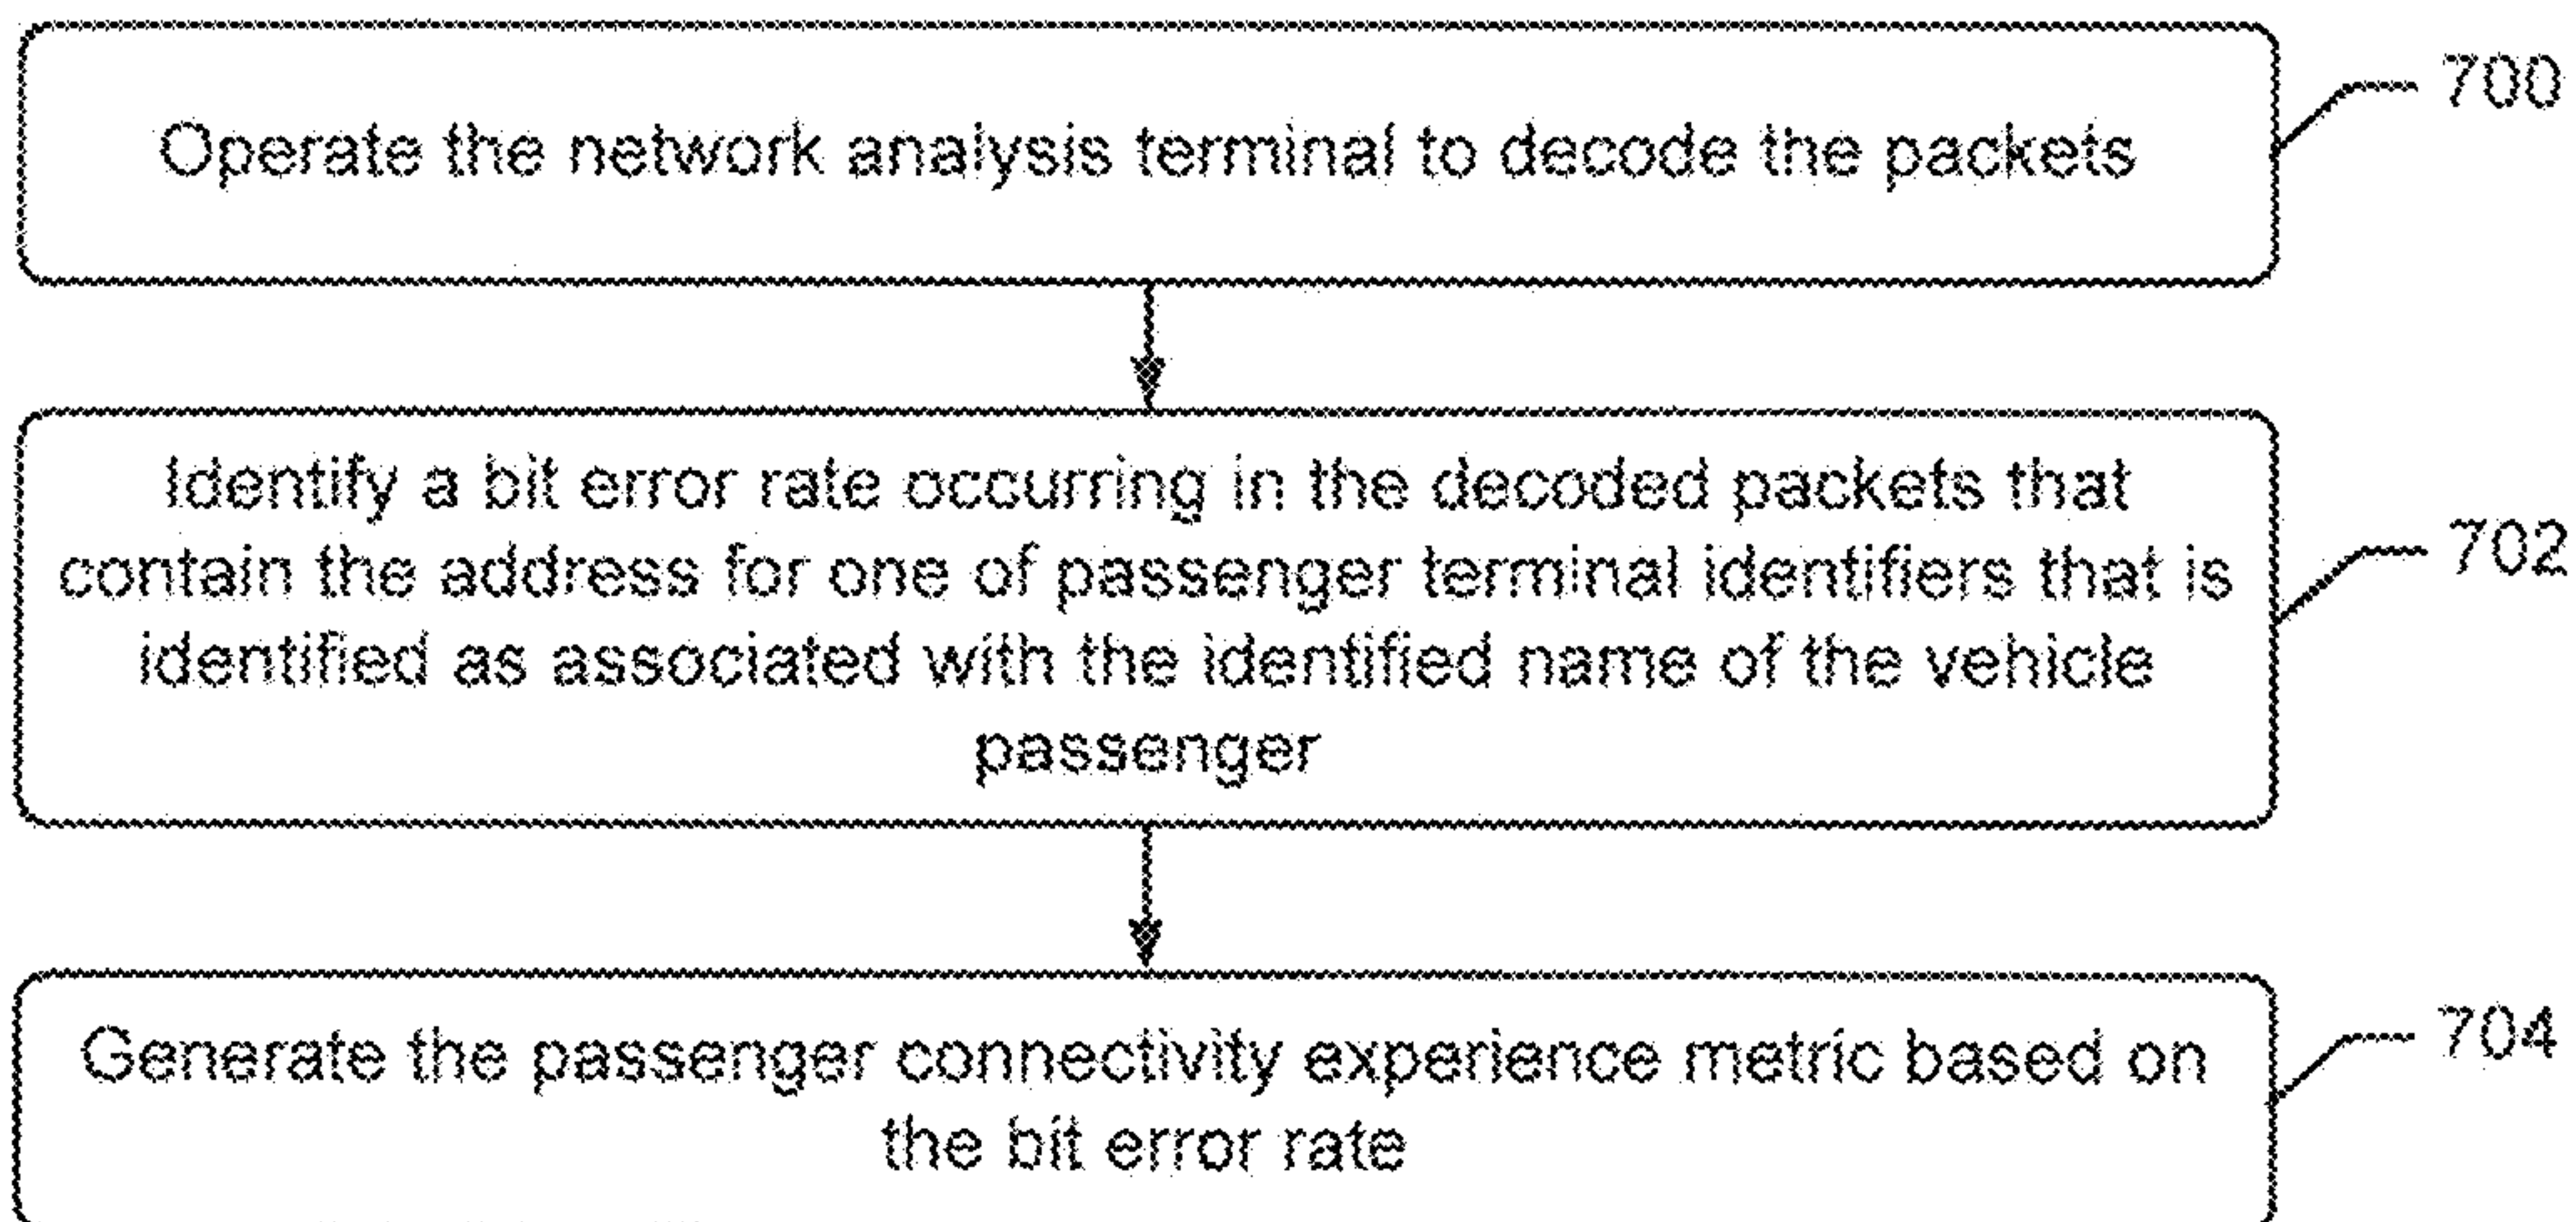 Operate the network analysis terminal to decode the packets
700
Identify a bit error rate occurring in the decoded packets that
contain the address for one of passenger terminal identifiers that is
identified as associated with the identified name of the vehicle
passenger
702
Generate the passenger connectivity experience metric based on
the bit error rate
704